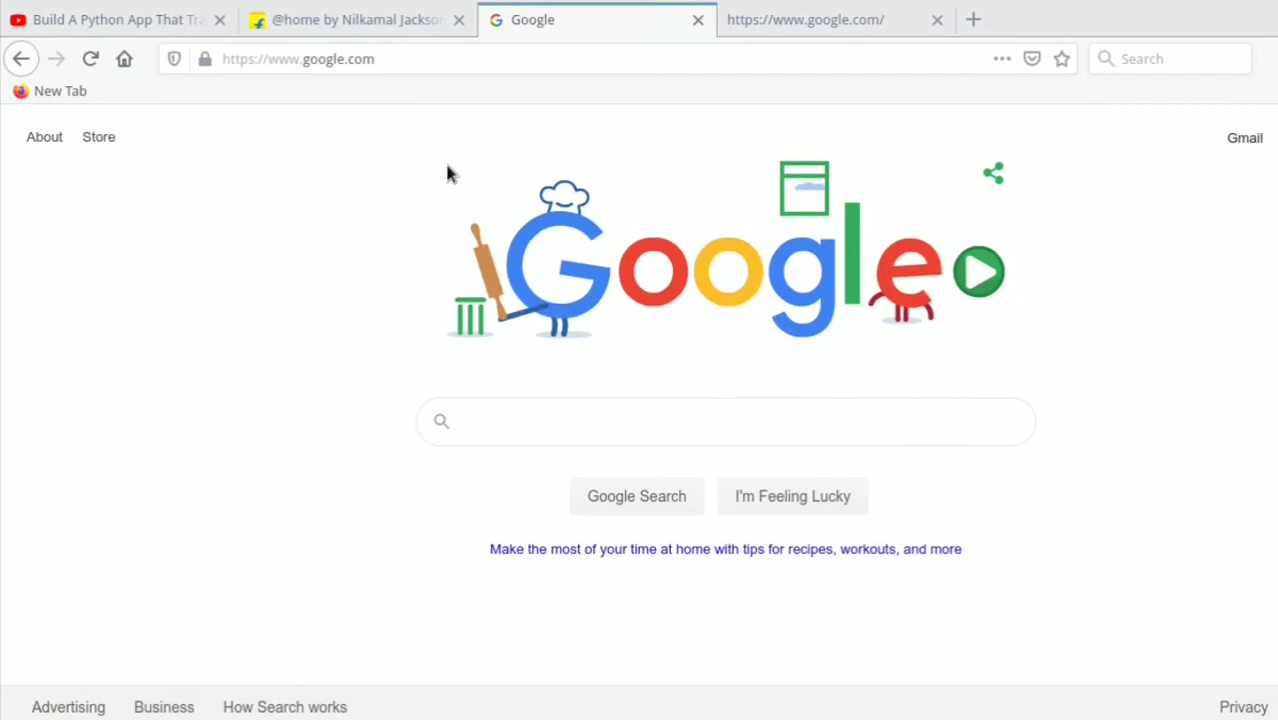 Build A Python App That Tra
@home by Nilkamal Jackson
Google
https://www.google.com/
https://www.google.com
Search
New Tab
About
Store
Gmail
Google
Google Search
I'm Feeling Lucky
Make the most of your time at home with tips for recipes, workouts, and more
Advertising
Business
How Search works
Privacy